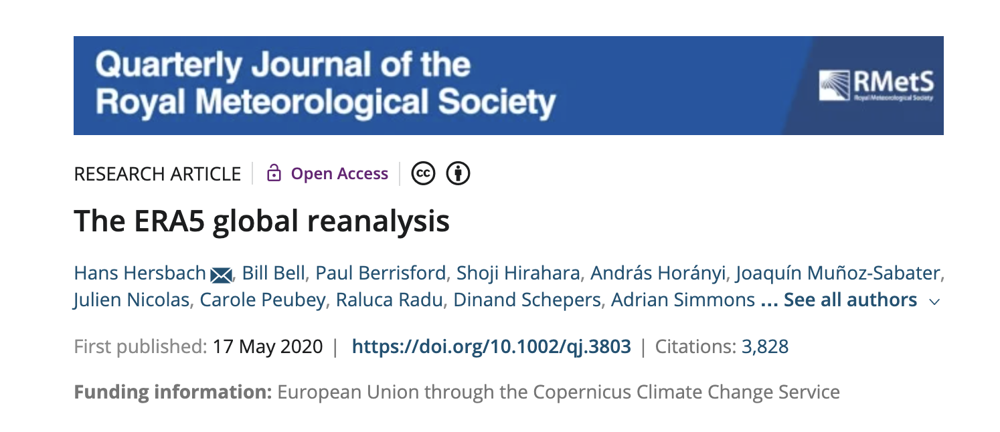 Quarterly Journal of the
Royal Meteorological Society
RMetS
Royal Meteorological Society
RESEARCH ARTICLE
Open Access
cc
The ERA5 global reanalysis
Hans Hersbach, Bill Bell, Paul Berrisford, Shoji Hirahara, András Horányi, Joaquín Muñoz-Sabater,
Julien Nicolas, Carole Peubey, Raluca Radu, Dinand Schepers, Adrian Simmons ... See all authors
First published: 17 May 2020 | https://doi.org/10.1002/qj.3803 | Citations: 3,828
Funding information: European Union through the Copernicus Climate Change Service